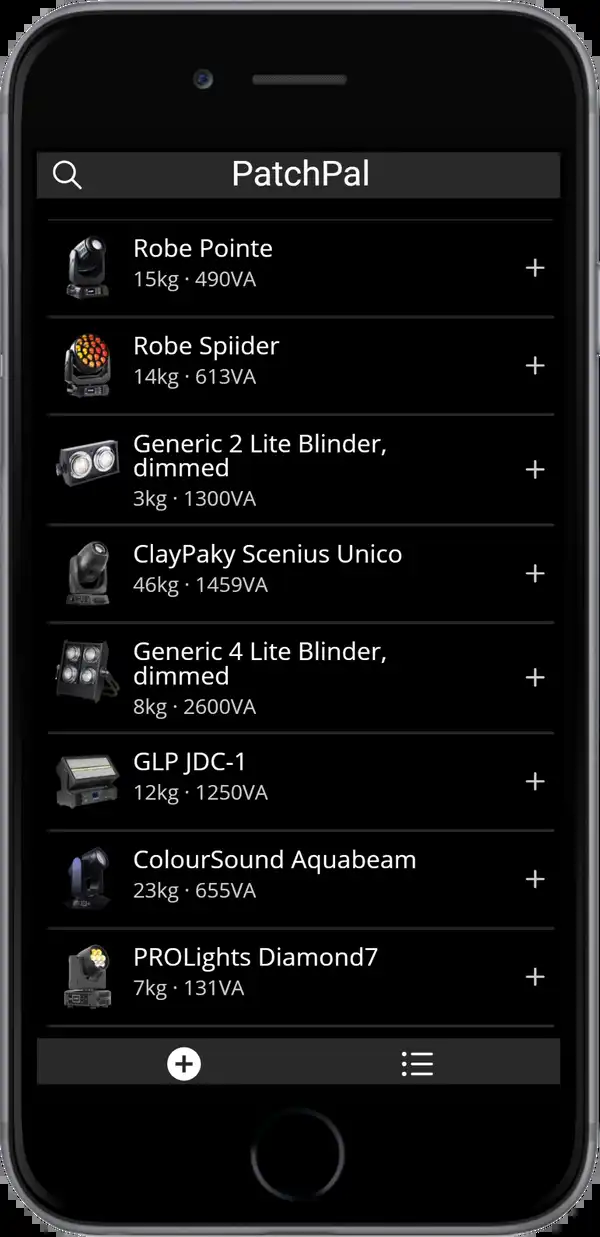 PatchPal
Robe Pointe
15kg · 490VA
Robe Spiider
14kg · 613VA
Generic 2 Lite Blinder,
dimmed
3kg · 1300VA
ClayPaky Scenius Unico
46kg · 1459VA
Generic 4 Lite Blinder,
dimmed
8kg · 2600VA
GLP JDC-1
12kg · 1250VA
ColourSound Aquabeam
23kg · 655VA
PROLights Diamond7
7kg · 131VA